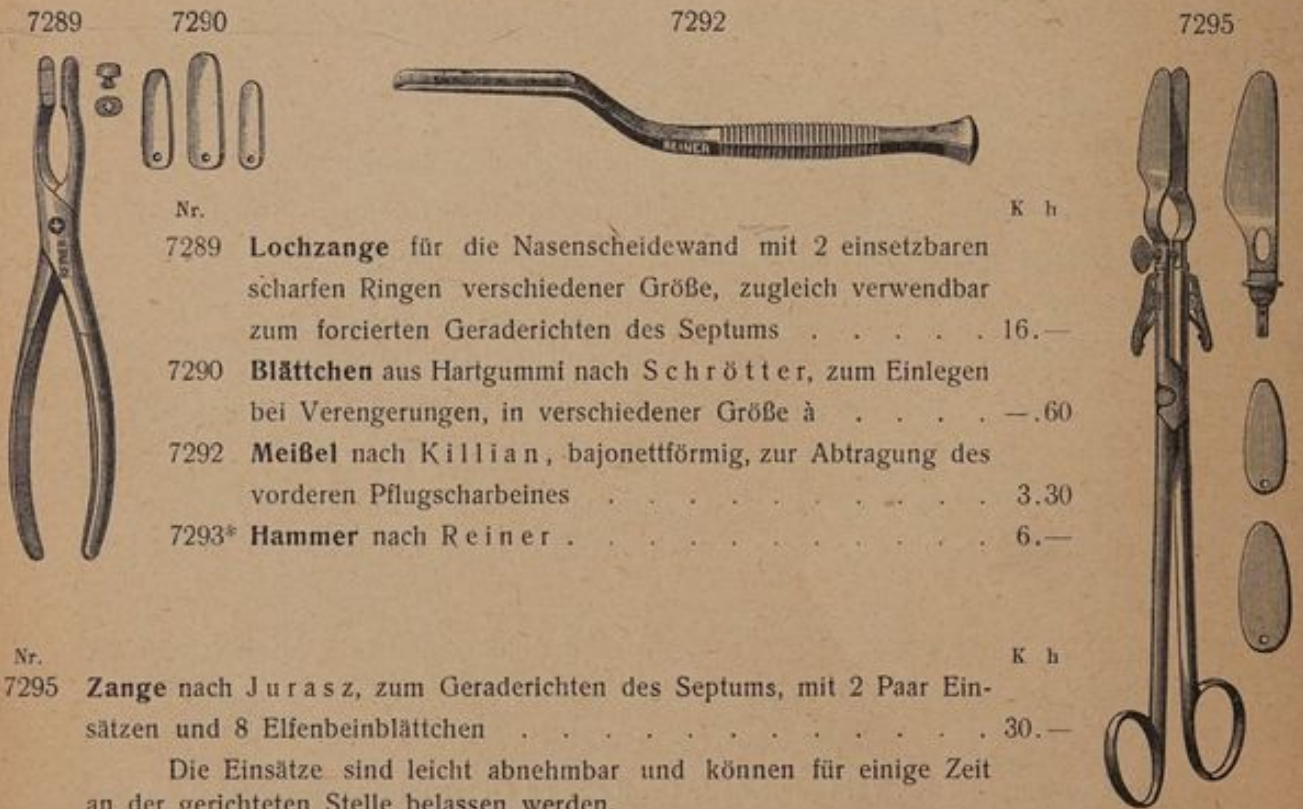 7289 7290 7292 7295
REINER
REINER
Nr. K h
7289 Lochzange für die Nasenscheidewand mit 2 einsetzbaren
scharfen Ringen verschiedener Größe, zugleich verwendbar
zum forcierten Geraderichten des Septums . . . . . 16.—
7290 Blättchen aus Hartgummi nach Schrötter, zum Einlegen
bei Verengerungen, in verschiedener Größe à . . . . —.60
7292 Meißel nach Killian, bajonettförmig, zur Abtragung des
vorderen Pflugscharbeines . . . . . . . . . . 3.30
7293* Hammer nach Reiner . . . . . . . . . . . 6.—
Nr. K h
7295 Zange nach Jurasz, zum Geraderichten des Septums, mit 2 Paar Ein-
sätzen und 8 Elfenbeinblättchen . . . . . . . . . . . . 30.—
Die Einsätze sind leicht abnehmbar und können für einige Zeit
an der gerichteten Stelle belassen werden